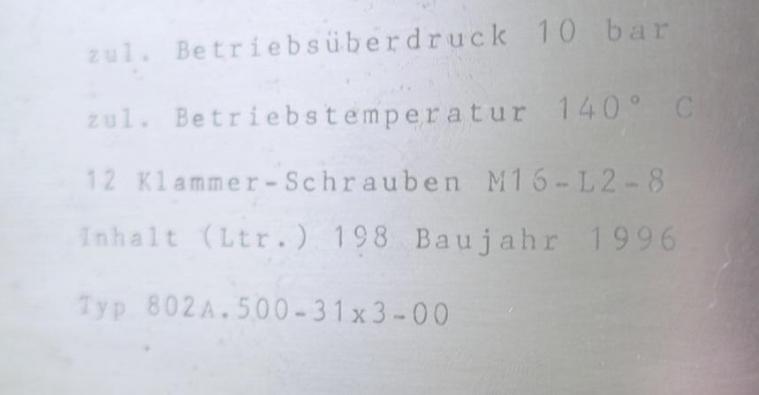 zul. Betriebsüberdruck 10 bar
zul. Betriebstemperatur 140° C
12 Klammer-Schrauben M16-L2-8
Inhalt (Ltr.) 198 Baujahr 1996
Typ 802A.500-31x3-00